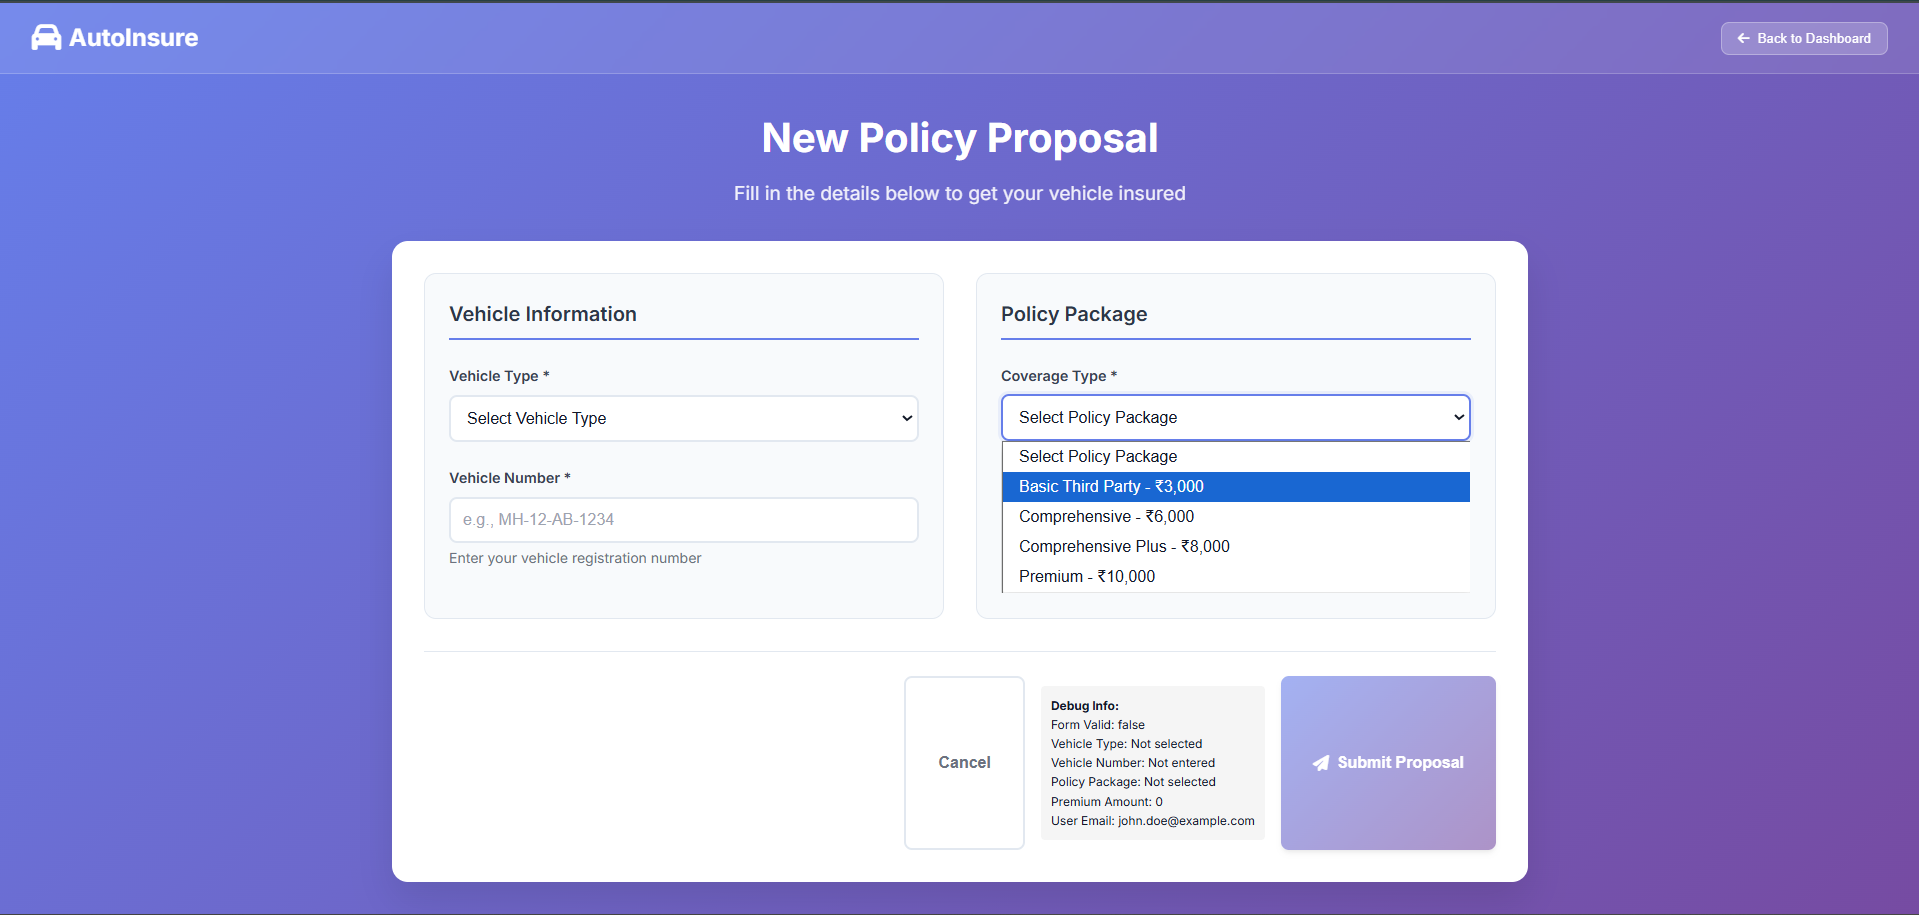 AutoInsure
Back to Dashboard
New Policy Proposal
Fill in the details below to get your vehicle insured
Vehicle Information
Vehicle Type *
Select Vehicle Type
Vehicle Number *
e.g., MH-12-AB-1234
Enter your vehicle registration number
Policy Package
Coverage Type *
Select Policy Package
Select Policy Package
Basic Third Party - ₹3,000
Comprehensive - ₹6,000
Comprehensive Plus - ₹8,000
Premium - ₹10,000
Cancel
Debug Info:
Form Valid: false
Vehicle Type: Not selected
Vehicle Number: Not entered
Policy Package: Not selected
Premium Amount: 0
User Email: john.doe@example.com
Submit Proposal